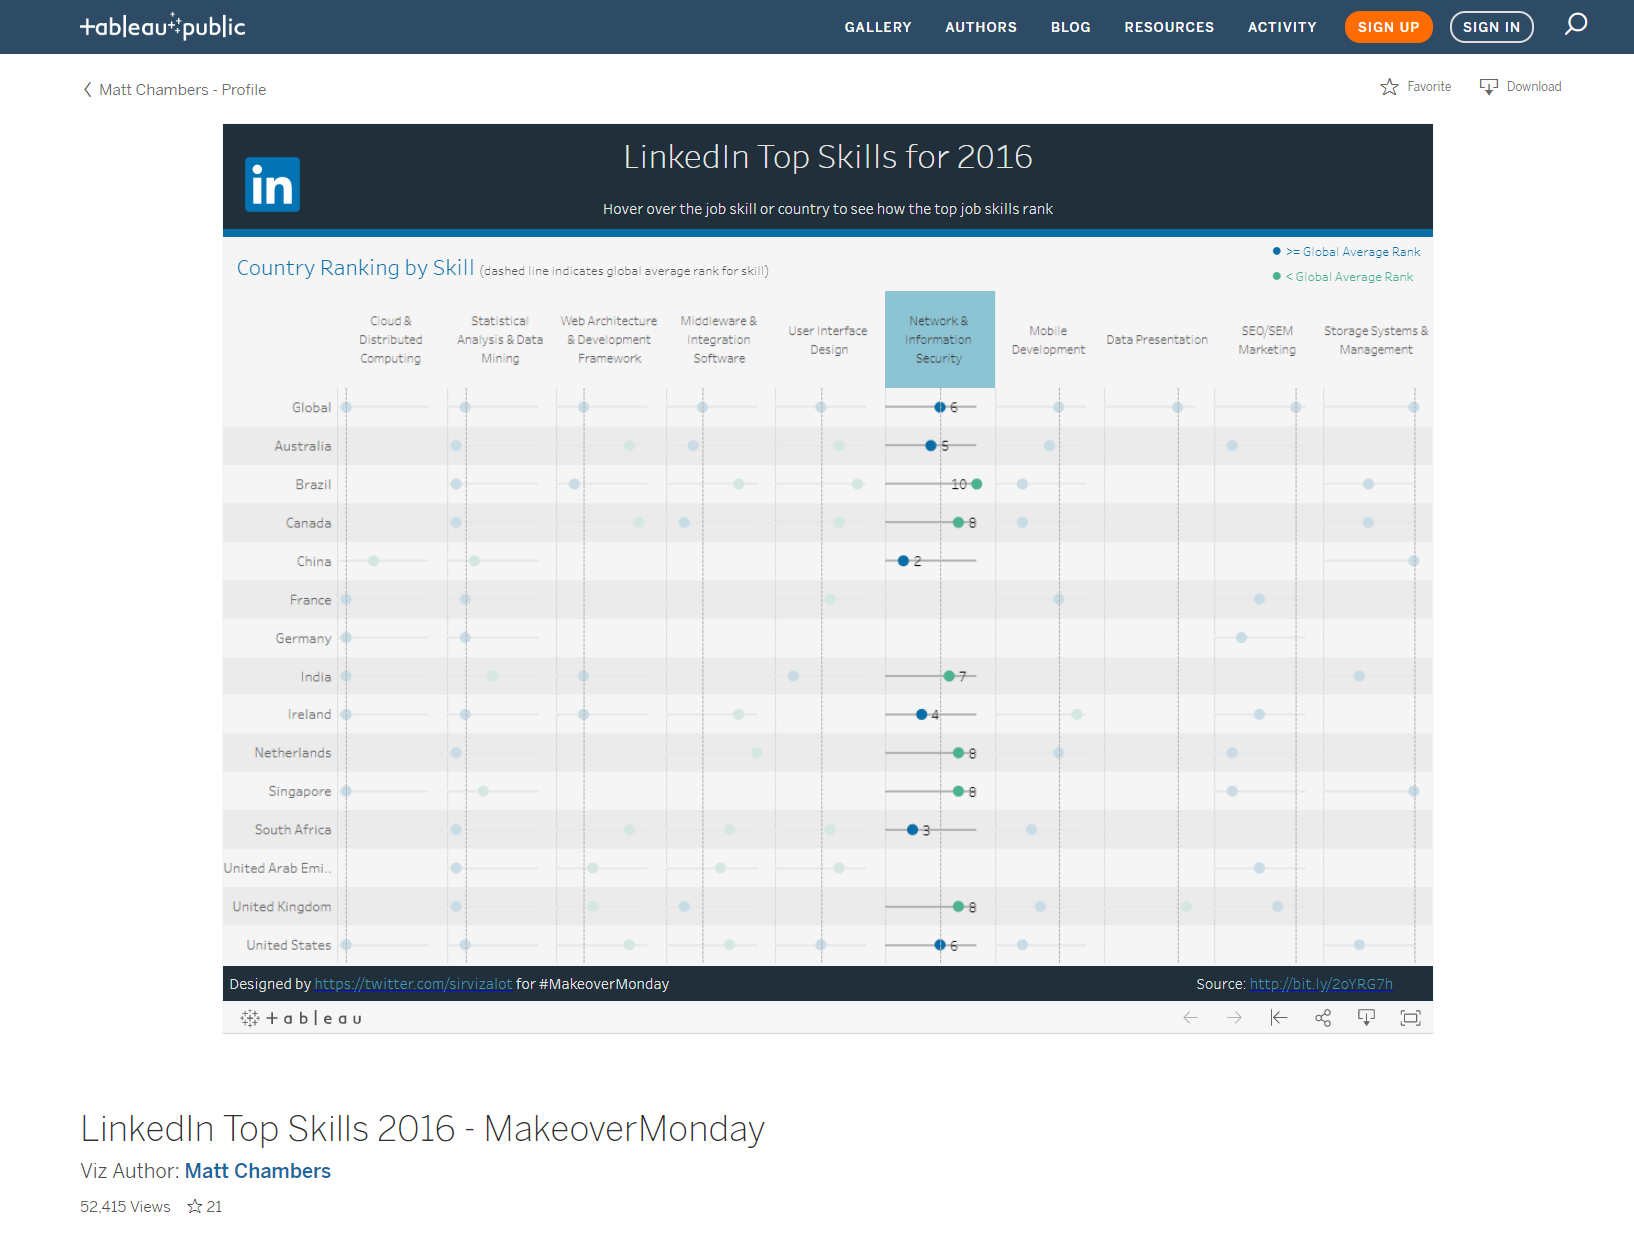 +ableau+public
GALLERY AUTHORS BLOG RESOURCES ACTIVITY SIGN UP SIGN IN
Matt Chambers - Profile
Favorite Download
in
LinkedIn Top Skills for 2016
Hover over the job skill or country to see how the top job skills rank
Country Ranking by Skill (dashed line indicates global average rank for skill)
>= Global Average Rank
< Global Average Rank
Cloud &
Distributed
Computing
Statistical
Analysis & Data
Mining
Web Architecture
& Development
Framework
Middleware &
Integration
Software
User Interface
Design
Network &
Information
Security
Mobile
Development
Data Presentation
SEO/SEM
Marketing
Storage Systems &
Management
Global 6
Australia 5
Brazil 10
Canada 8
China 2
France
Germany
India 7
Ireland 4
Netherlands 8
Singapore 8
South Africa 3
United Arab Emi..
United Kingdom 8
United States 6
Designed by https://twitter.com/sirvizalot for #MakeoverMonday
Source: http://bit.ly/2oYRG7h
+ableau
LinkedIn Top Skills 2016 - MakeoverMonday
Viz Author: Matt Chambers
52,415 Views 21